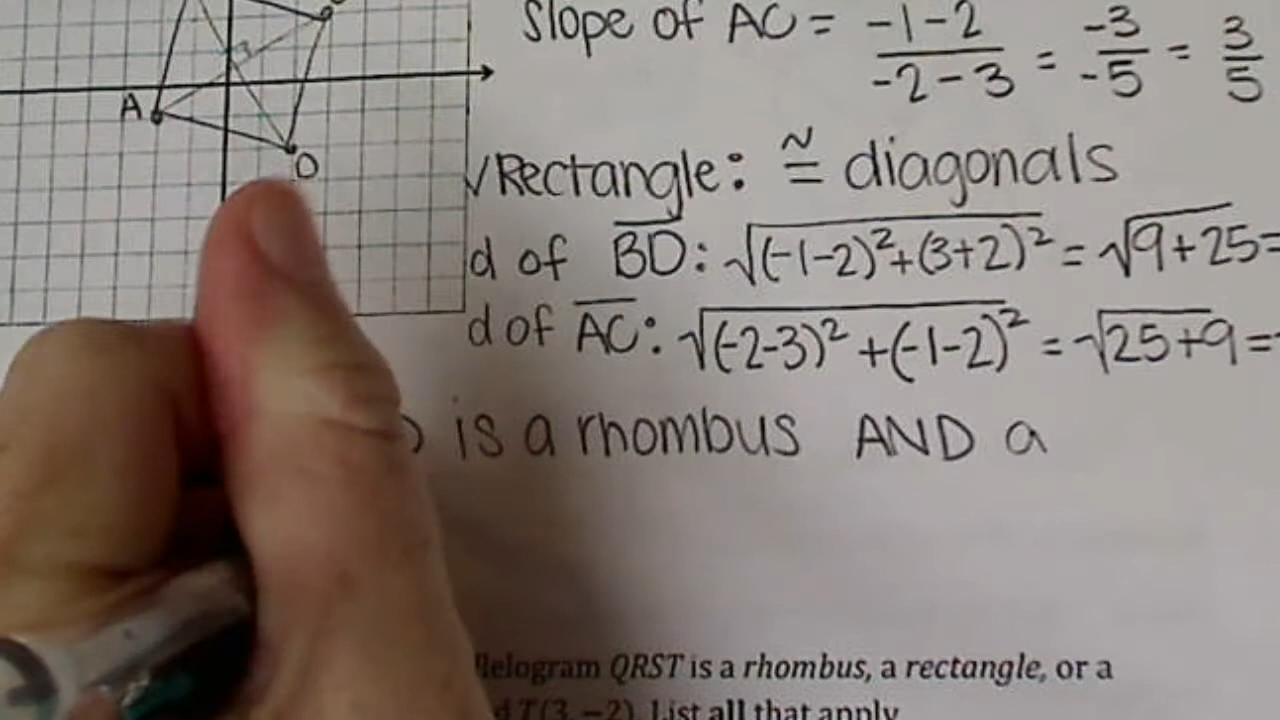 Slope of AC = -1-2 / -2-3 = -3 / -5 = 3 / 5
A
D
√Rectangle: ≅ diagonals
d of BD: √(-1-2)²+(3+2)² = √9+25 =
d of AC: √(-2-3)² +(-1-2)² = √25+9 =
is a rhombus AND a
QRST is a rhombus, a rectangle, or a
T(3, −2). List all that apply